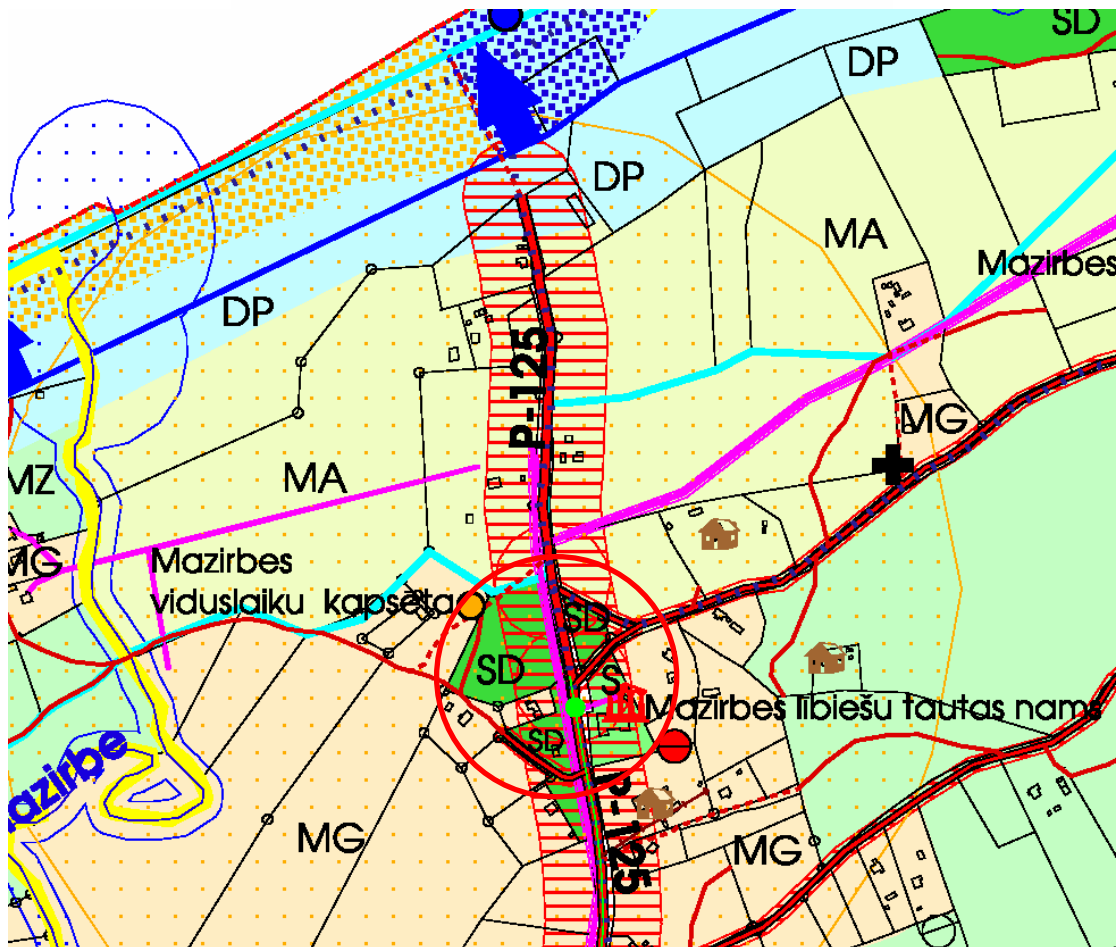 SD
DP
DP
MA
Mazirbes
DP
P-125
MG
MA
MZ
MG
Mazirbes
viduslaiku kapsēta
SD
SD
S
Mazirbes lībiešu tautas nams
SD
azirbe
P-125
MG
MG